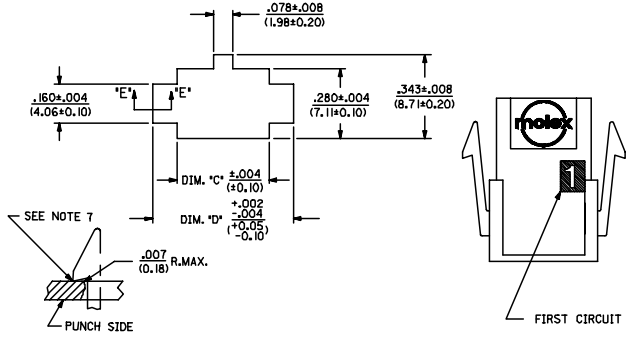 .078±.008
(1.98±0.20)
.160±.004
(4.06±0.10)
"E"
"E"
.280±.004
(7.11±0.10)
.343±.008
(8.71±0.20)
DIM. "C" ±.004
(±0.10)
DIM. "D" +.002
-.004
(+0.05
-0.10)
SEE NOTE 7
.007
(0.18) R.MAX.
PUNCH SIDE
molex
1
FIRST CIRCUIT